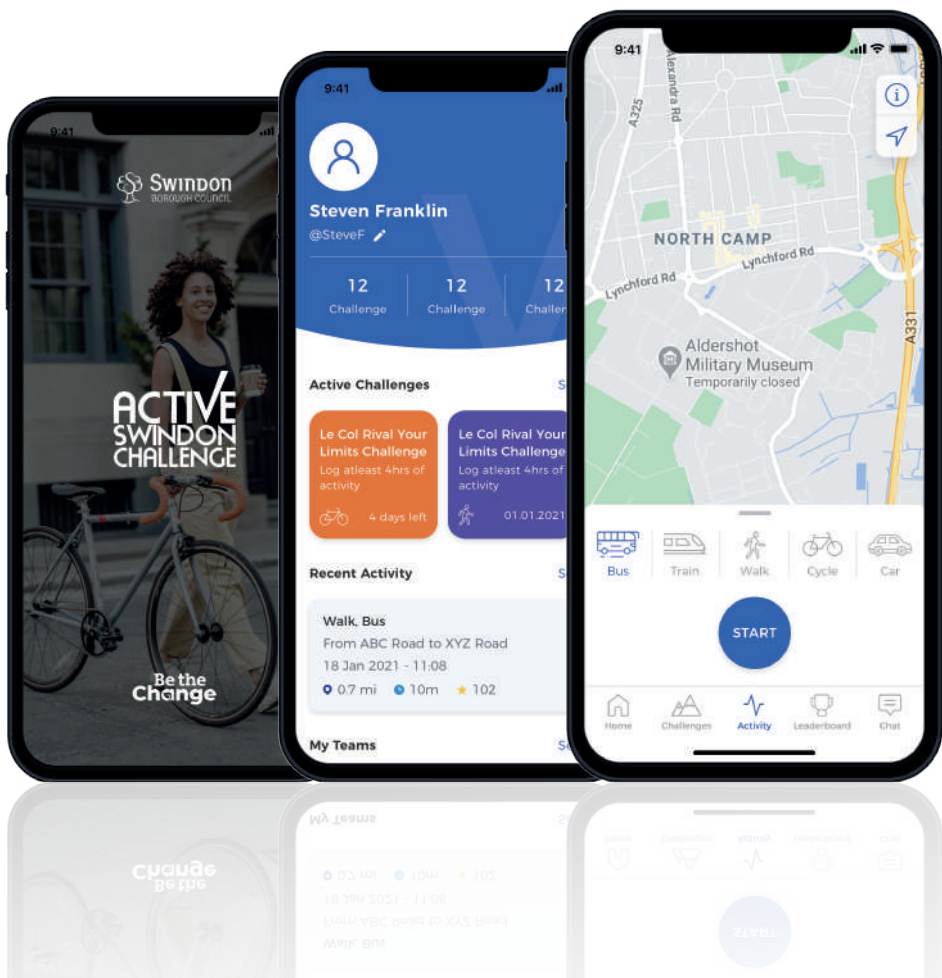 9:41
Swindon
BOROUGH COUNCIL
ACTIVE
SWINDON
CHALLENGE
Be the
Change
9:41
Steven Franklin
@SteveF
12
12
12
Challenge
Challenge
Active Challenges
Le Col Rival Your
Limits Challenge
Log atleast 4hrs of
activity
4 days left
Le Col Rival Your
Limits Challenge
Log atleast 4hrs of
activity
01.01.2021
Recent Activity
Walk, Bus
From ABC Road to XYZ Road
18 Jan 2021 - 11:08
0.7 mi 10m 102
My Teams
9:41
Alexandra Rd
A325
NORTH CAMP
Lynchford Rd
Lynchford Rd
A331
Aldershot
Military Museum
Temporarily closed
Bus Train Walk Cycle Car
START
Home Challenges Activity Leaderboard Chat